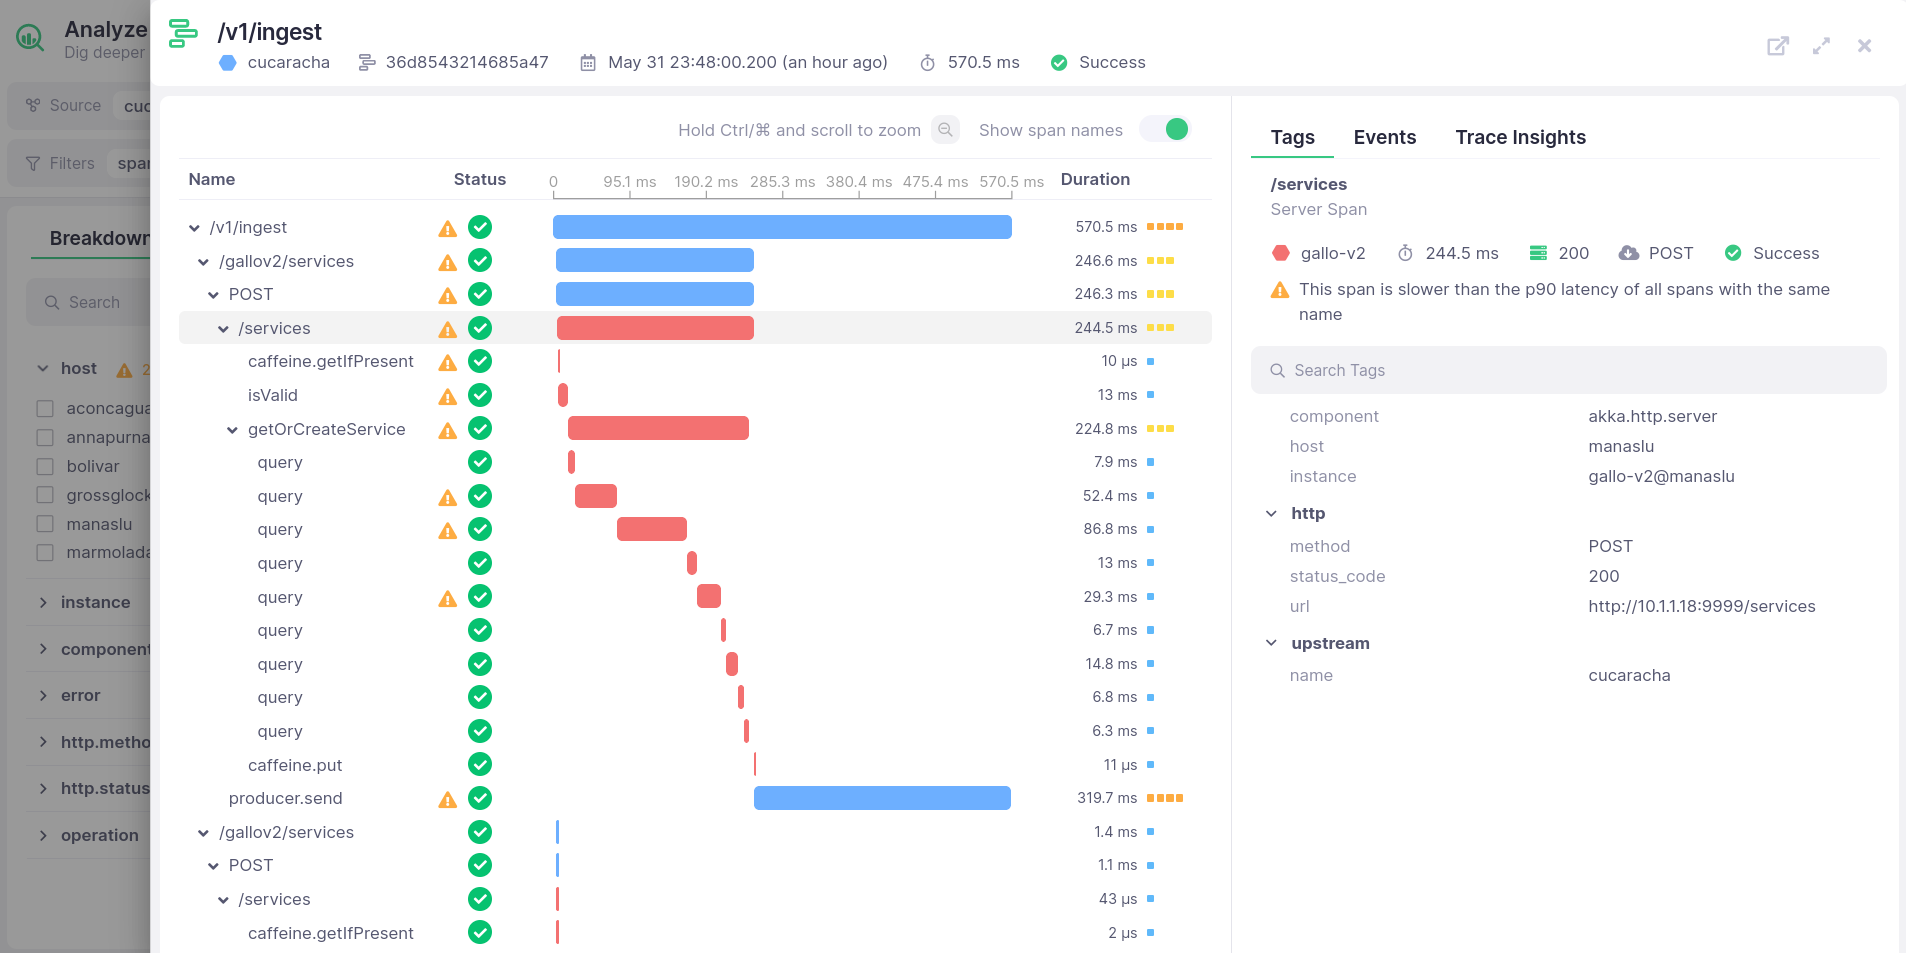 Analyze
Dig deeper
Source
Filters
Breakdown
Search
host
aconcagua
annapurna
bolivar
manaslu
marmolada
instance
component
error
operation
/v1/ingest
cucaracha 36d8543214685a47 May 31 23:48:00.200 (an hour ago) 570.5 ms Success
Hold Ctrl/⌘ and scroll to zoom Show span names
Name Status 0 95.1 ms 190.2 ms 285.3 ms 380.4 ms 475.4 ms 570.5 ms Duration
/v1/ingest 570.5 ms
/gallov2/services 246.6 ms
POST 246.3 ms
/services 244.5 ms
caffeine.getIfPresent 10 µs
isValid 13 ms
getOrCreateService 224.8 ms
query 7.9 ms
query 52.4 ms
query 86.8 ms
query 13 ms
query 29.3 ms
query 6.7 ms
query 14.8 ms
query 6.8 ms
query 6.3 ms
caffeine.put 11 µs
producer.send 319.7 ms
/gallov2/services 1.4 ms
POST 1.1 ms
/services 43 µs
caffeine.getIfPresent 2 µs
Tags Events Trace Insights
/services
Server Span
gallo-v2 244.5 ms 200 POST Success
This span is slower than the p90 latency of all spans with the same
name
Search Tags
component akka.http.server
host manaslu
instance gallo-v2@manaslu
http
method POST
status_code 200
url http://10.1.1.18:9999/services
upstream
name cucaracha